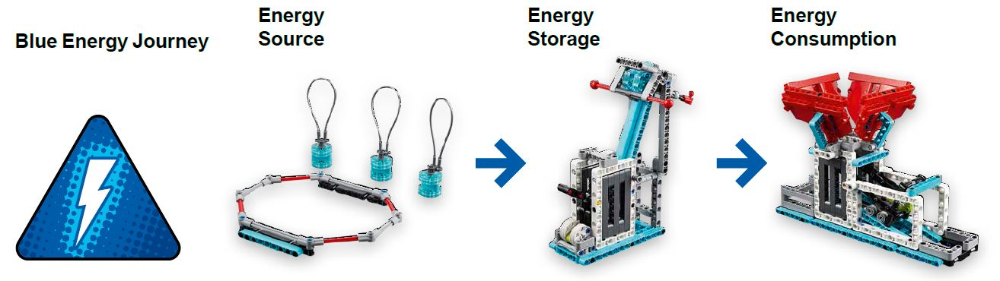 Blue Energy Journey
Energy
Source
Energy
Storage
Energy
Consumption